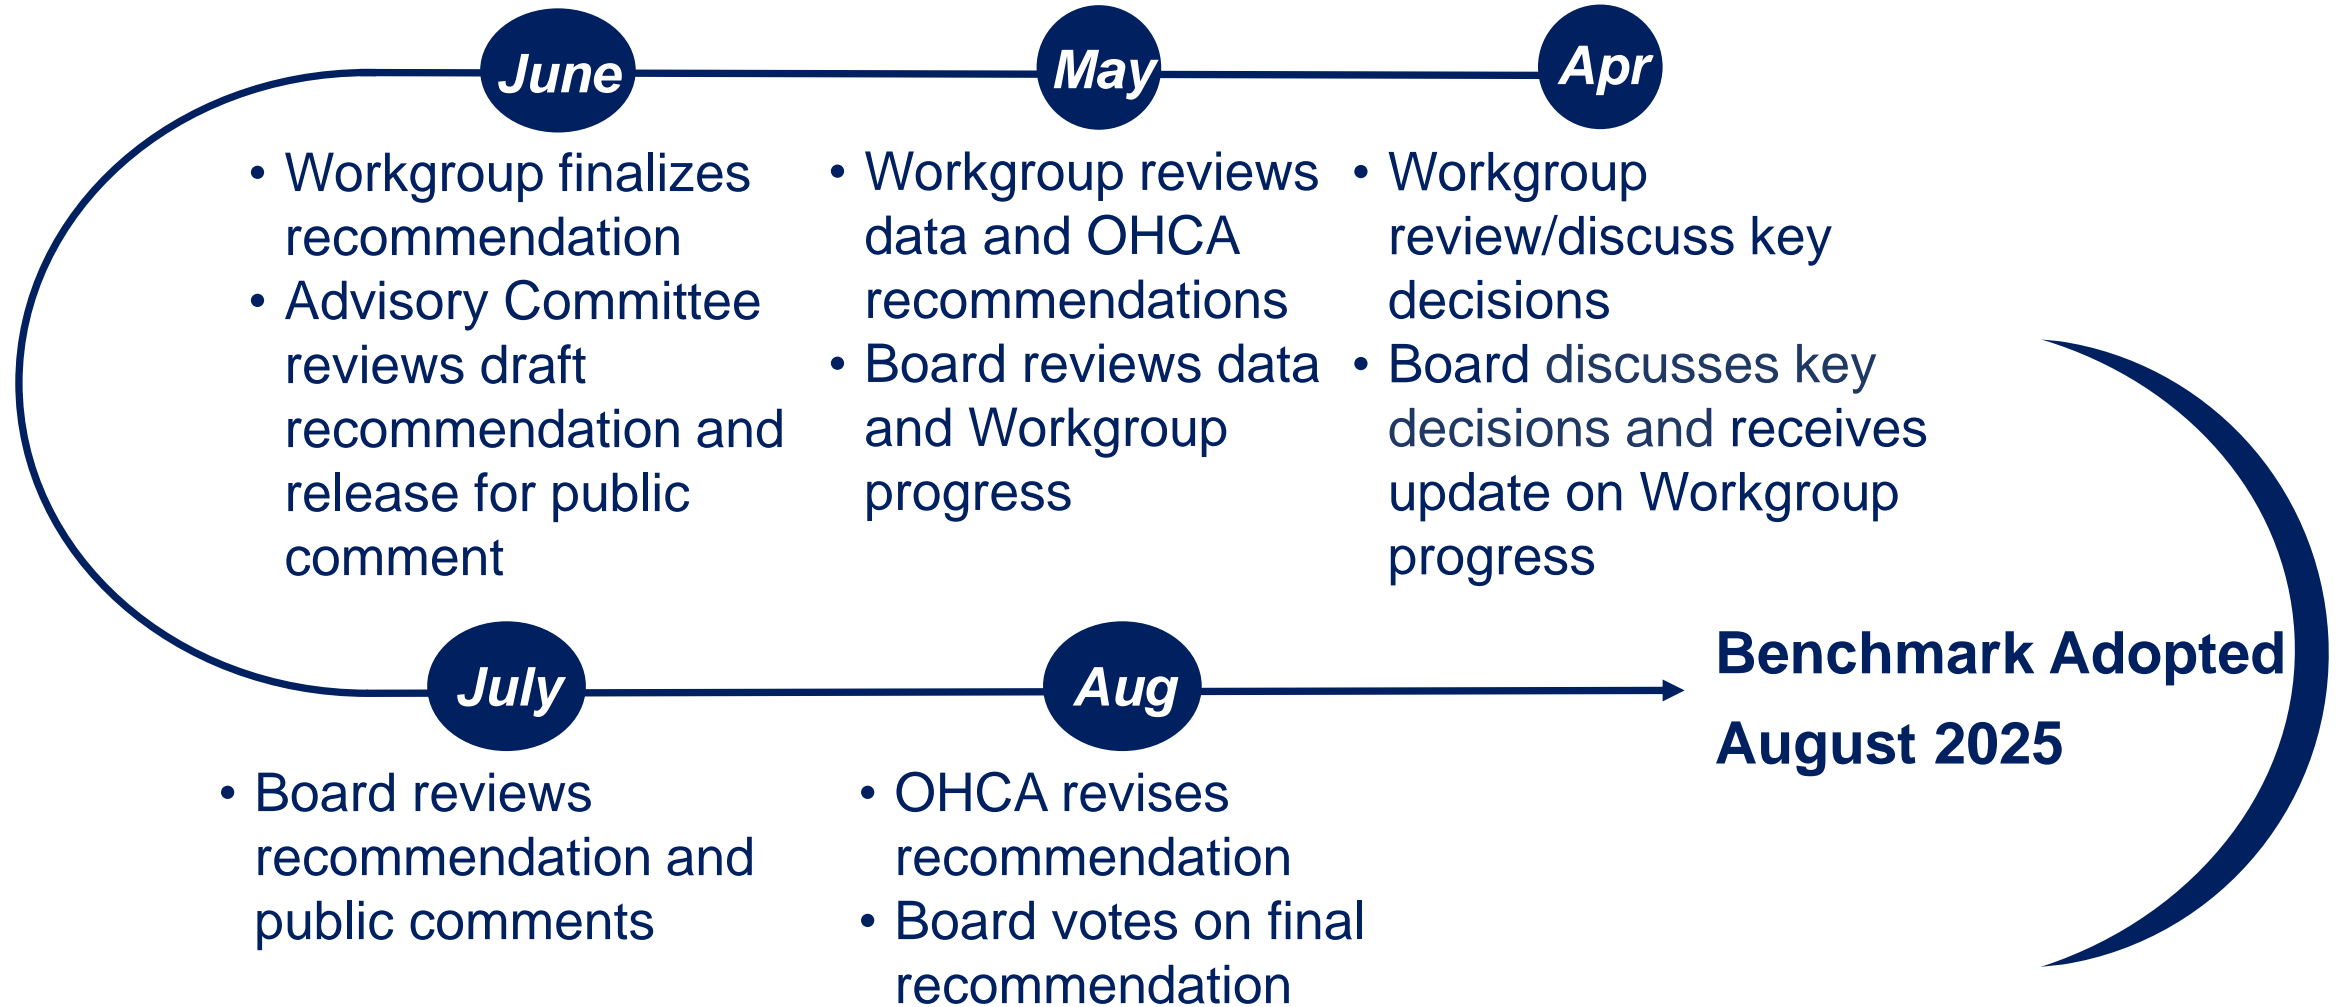 June
• Workgroup finalizes
recommendation
• Advisory Committee
reviews draft
recommendation and
release for public
comment
May
• Workgroup reviews
data and OHCA
recommendations
• Board reviews data
and Workgroup
progress
Apr
• Workgroup
review/discuss key
decisions
• Board discusses key
decisions and receives
update on Workgroup
progress
July
• Board reviews
recommendation and
public comments
Aug
• OHCA revises
recommendation
• Board votes on final
recommendation
Benchmark Adopted
August 2025